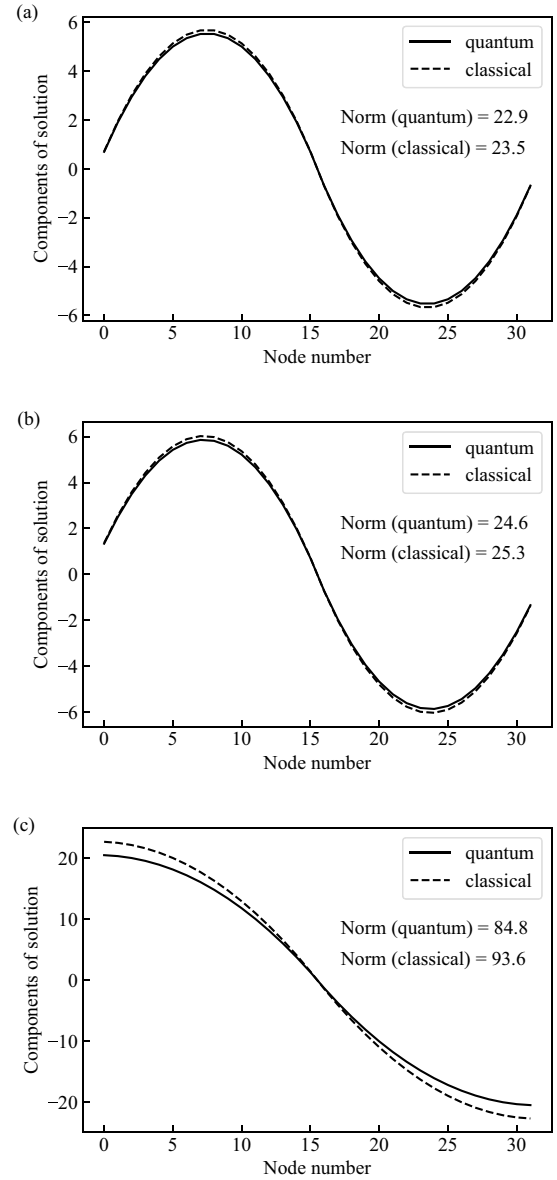 (a)
6
4
2
0
−2
−4
−6
Components of solution
quantum
classical
Norm (quantum) = 22.9
Norm (classical) = 23.5
0 5 10 15 20 25 30
Node number
(b)
6
4
2
0
−2
−4
−6
Components of solution
quantum
classical
Norm (quantum) = 24.6
Norm (classical) = 25.3
0 5 10 15 20 25 30
Node number
(c)
20
10
0
−10
−20
Components of solution
quantum
classical
Norm (quantum) = 84.8
Norm (classical) = 93.6
0 5 10 15 20 25 30
Node number